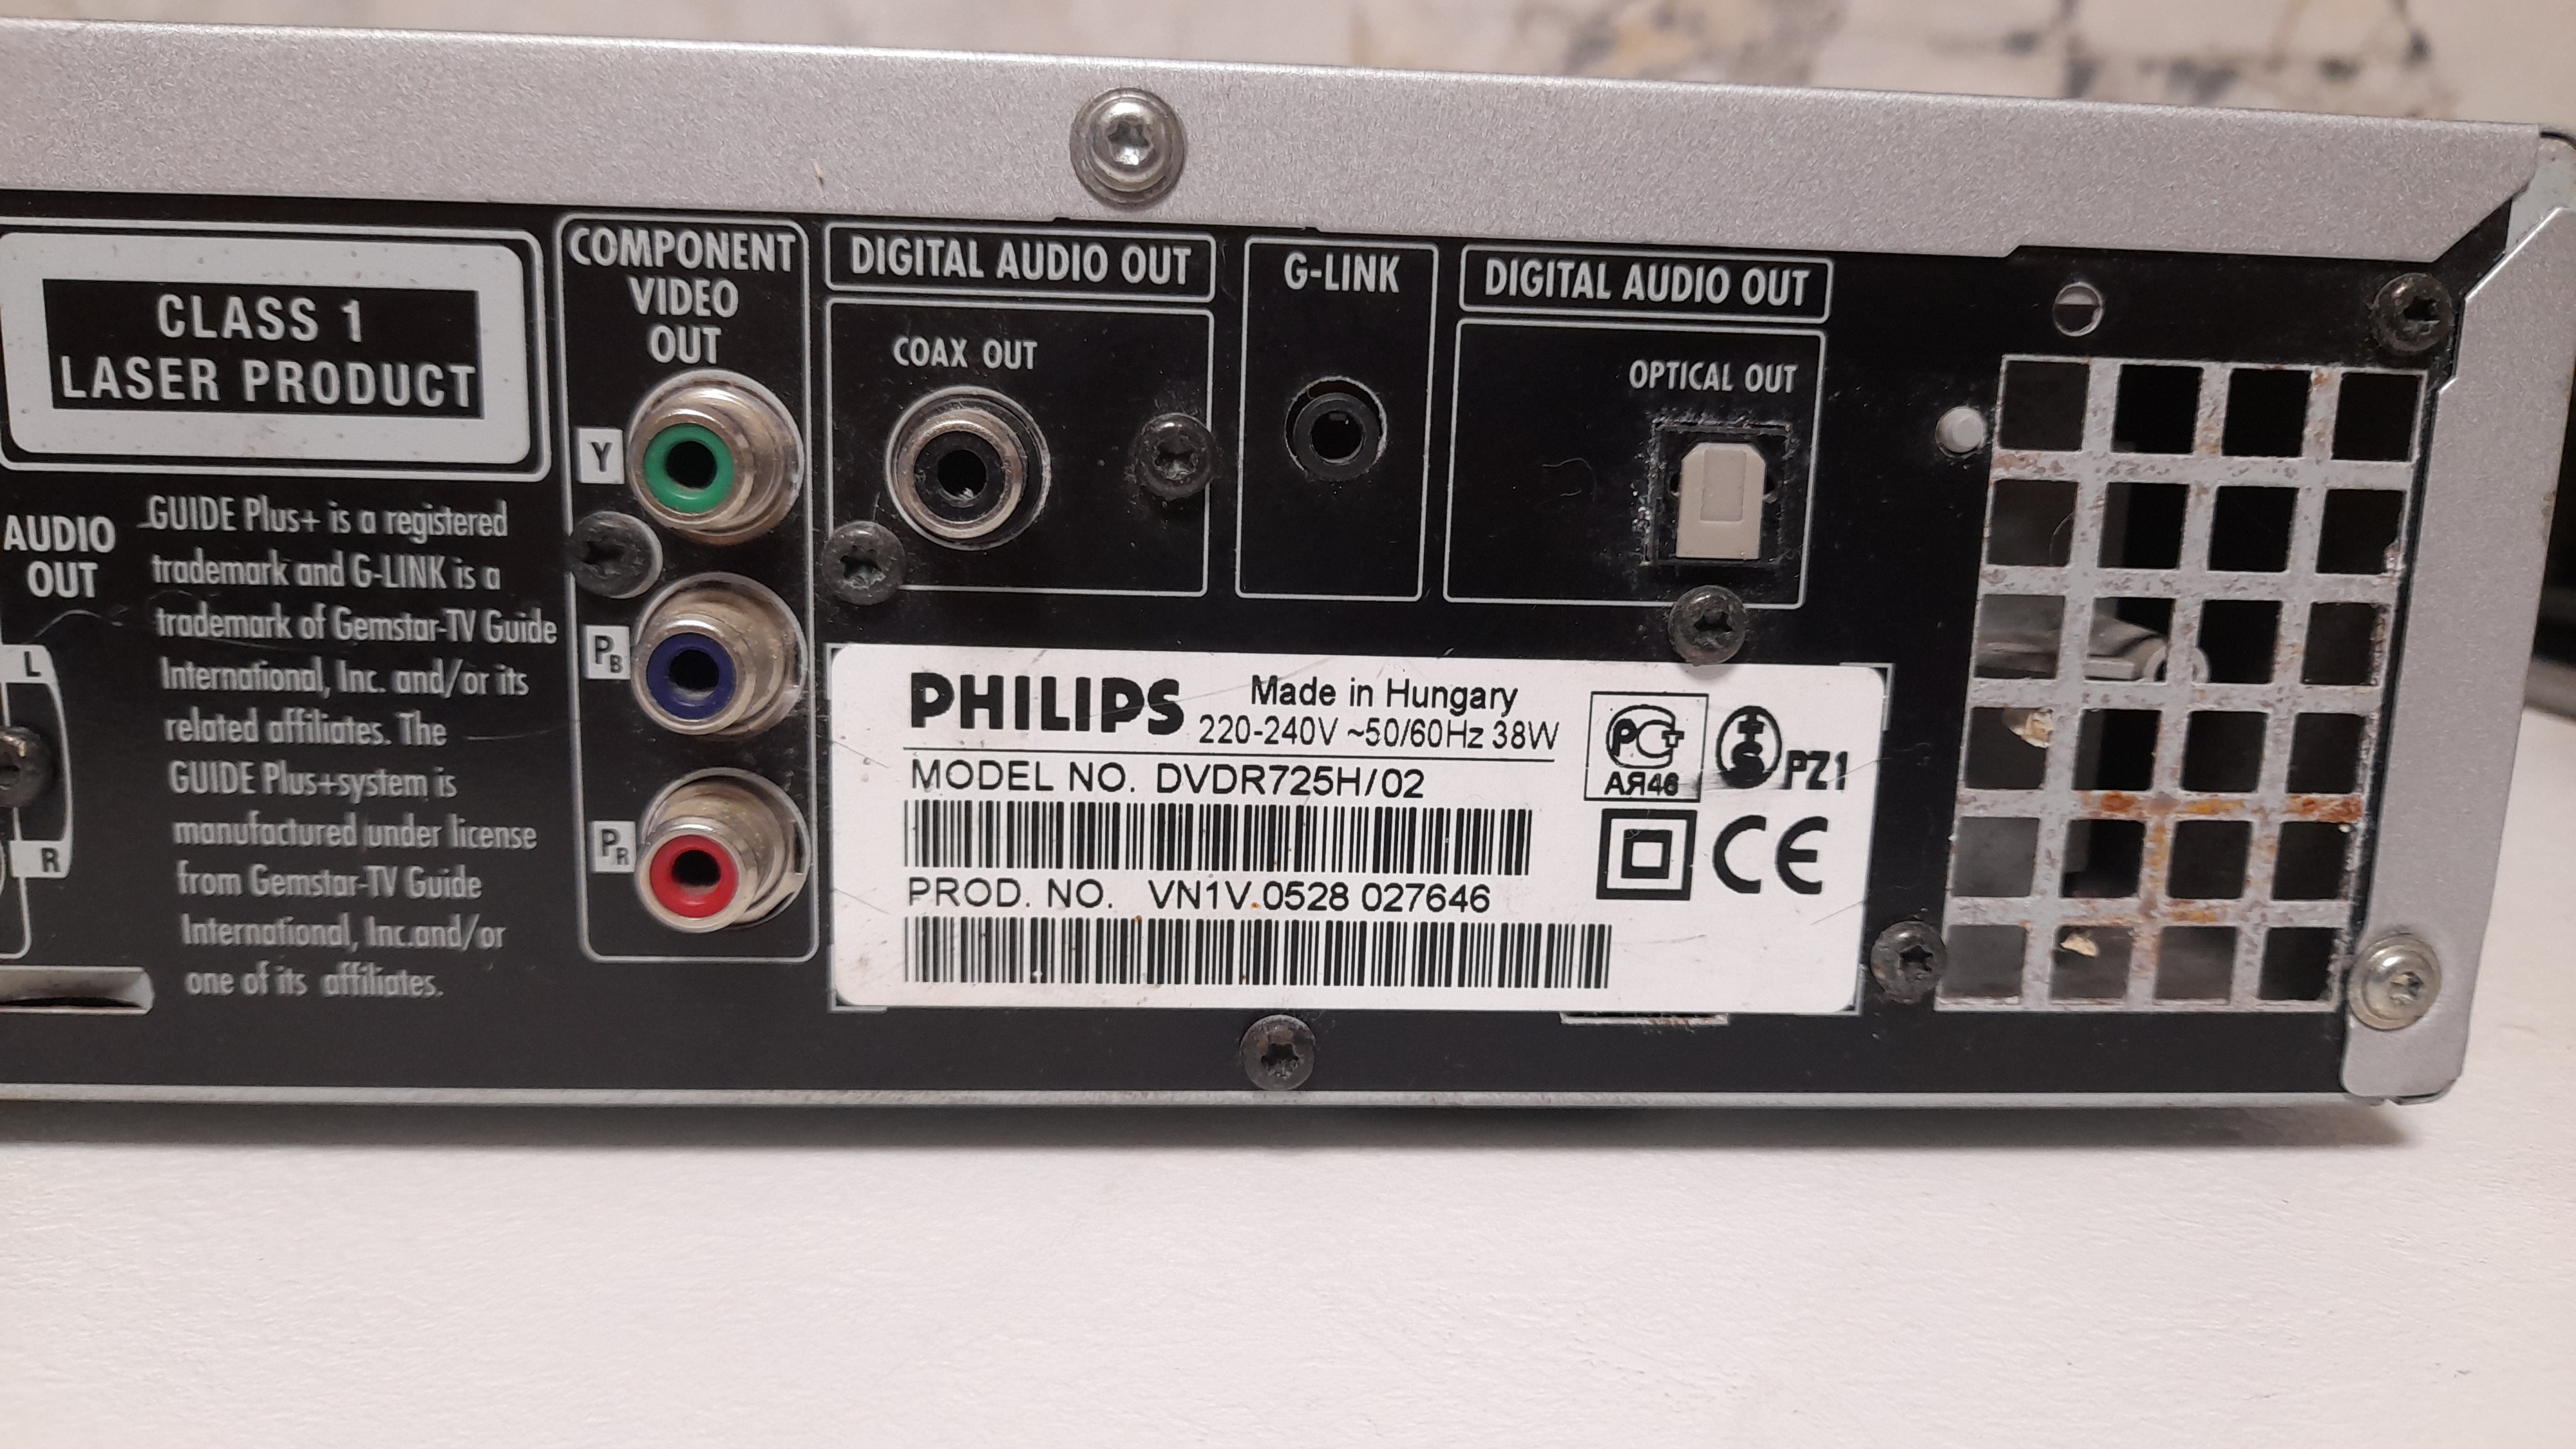 CLASS 1
LASER PRODUCT
AUDIO
OUT
L
R
GUIDE Plus+ is a registered
trademark and G-LINK is a
trademark of Gemstar-TV Guide
International, Inc. and/or its
related affiliates. The
GUIDE Plus+system is
manufactured under license
from Gemstar-TV Guide
International, Inc.and/or
one of its affiliates.
COMPONENT
VIDEO
OUT
Y
PB
PR
DIGITAL AUDIO OUT
COAX OUT
G-LINK
DIGITAL AUDIO OUT
OPTICAL OUT
PHILIPS
Made in Hungary
220-240V ~50/60Hz 38W
MODEL NO. DVDR725H/02
PROD. NO. VN1V.0528 027646
РСТ
АЯ46
PZ1
CE